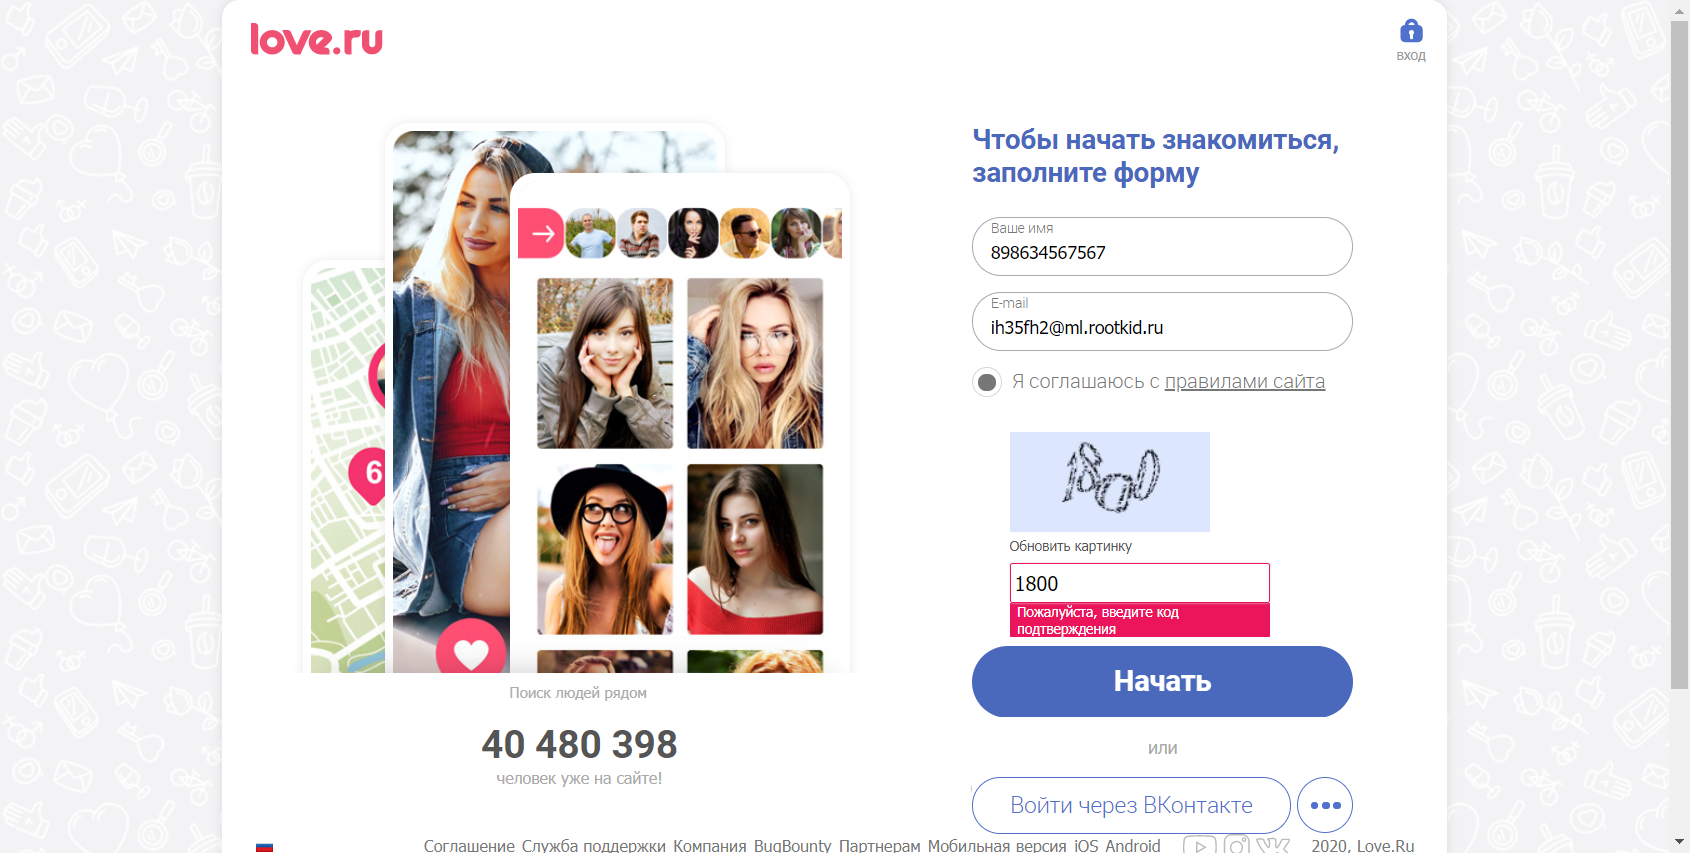 love.ru
вход
Чтобы начать знакомиться,
заполните форму
Ваше имя
898634567567
E-mail
ih35fh2@ml.rootkid.ru
Я соглашаюсь с правилами сайта
1800
Обновить картинку
1800
Пожалуйста, введите код
подтверждения
Начать
или
Войти через ВКонтакте
6
Поиск людей рядом
40 480 398
человек уже на сайте!
Соглашение Служба поддержки Компания BugBounty Партнерам Мобильная версия iOS Android
2020, Love.Ru